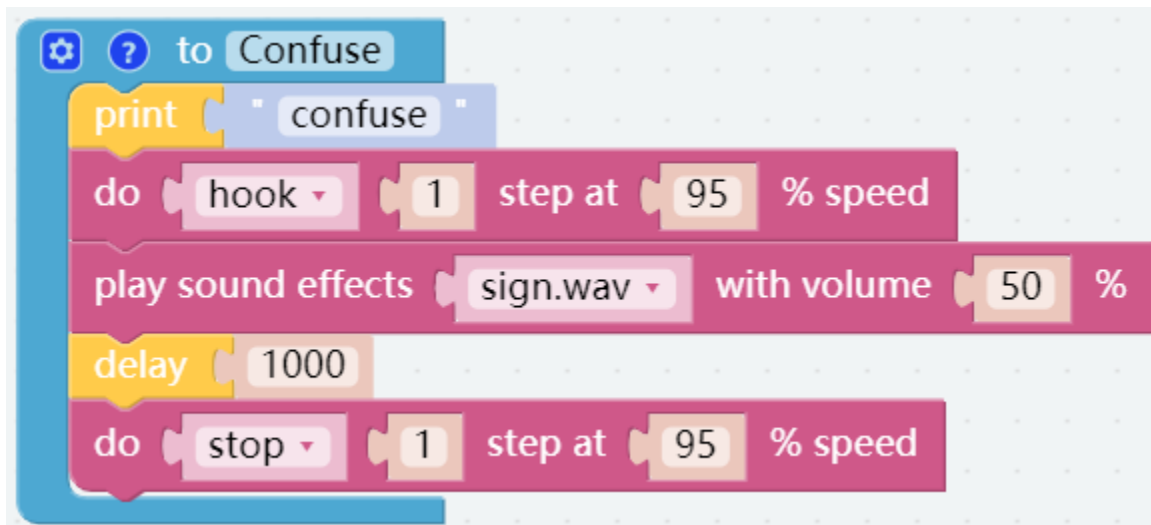 ? to Confuse
print " confuse "
do hook 1 step at 95 % speed
play sound effects sign.wav with volume 50 %
delay 1000
do stop 1 step at 95 % speed